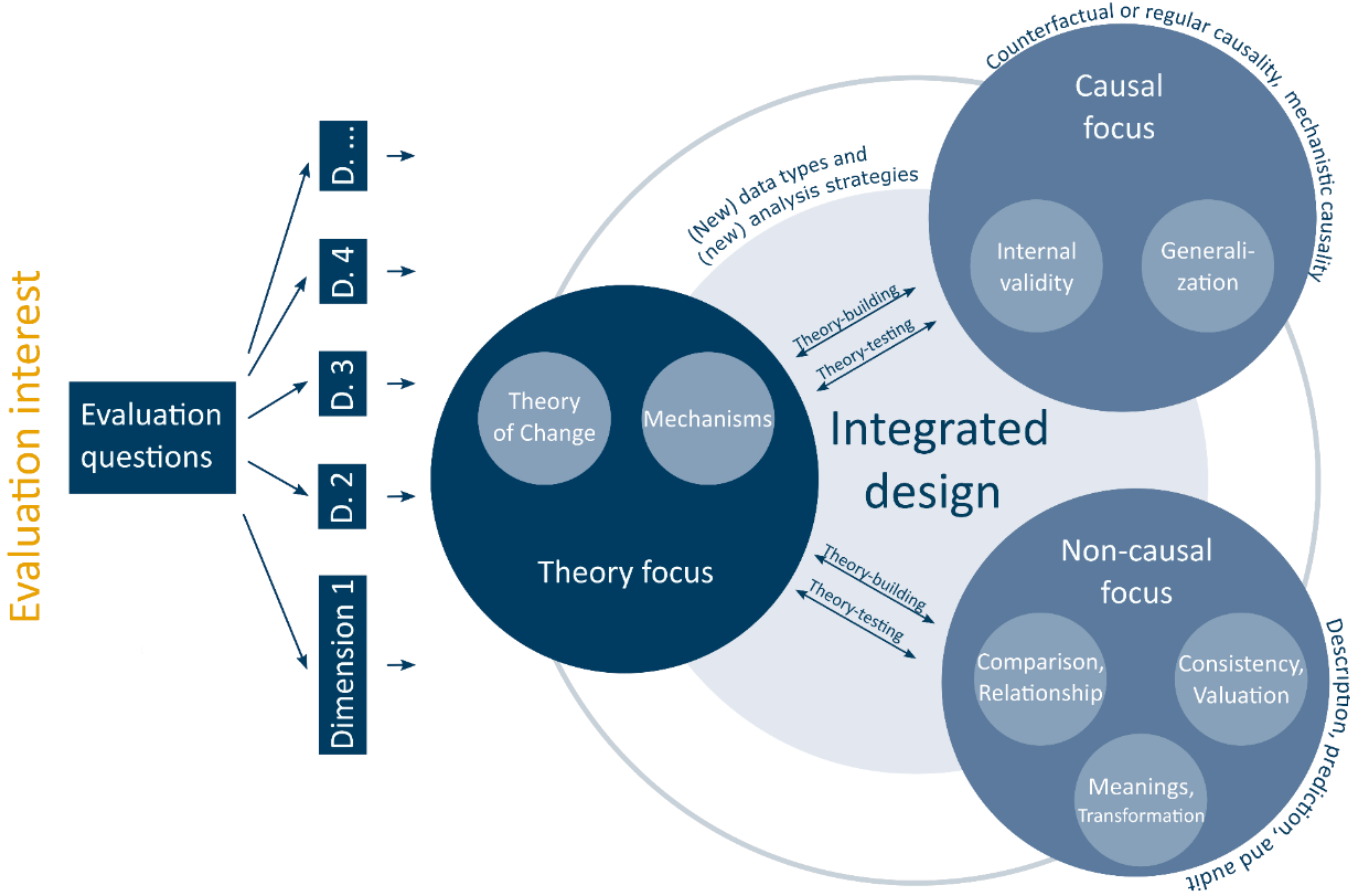 Evaluation interest
Evaluation
questions
D. ...
D. 4
D. 3
D. 2
Dimension 1
Theory
of Change
Mechanisms
Theory focus
(New) data types and
(new) analysis strategies
Theory-building
Theory-testing
Integrated
design
Theory-building
Theory-testing
Counterfactual or regular causality, mechanistic causality
Causal
focus
Internal
validity
Generali-
zation
Non-causal
focus
Comparison,
Relationship
Consistency,
Valuation
Meanings,
Transformation
Description, prediction, and audit